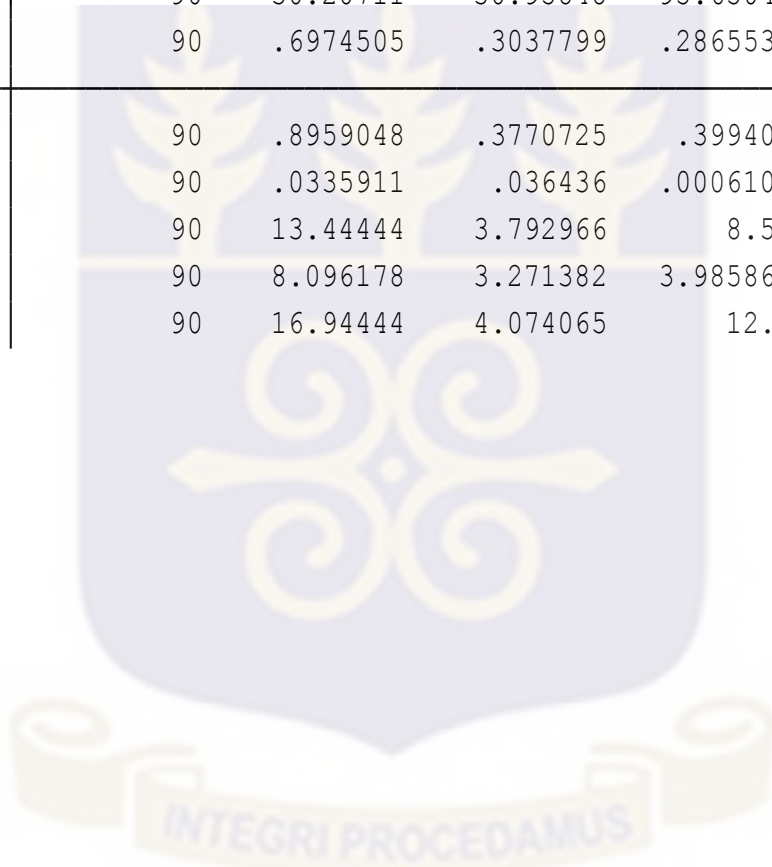 90 .6974505 .3037799 .286553
90 .8959048 .3770725 .39940
90 .0335911 .036436 .000610
90 13.44444 3.792966 8.5
90 8.096178 3.271382 3.98586
90 16.94444 4.074065 12.
INTEGRI PROCEDAMUS